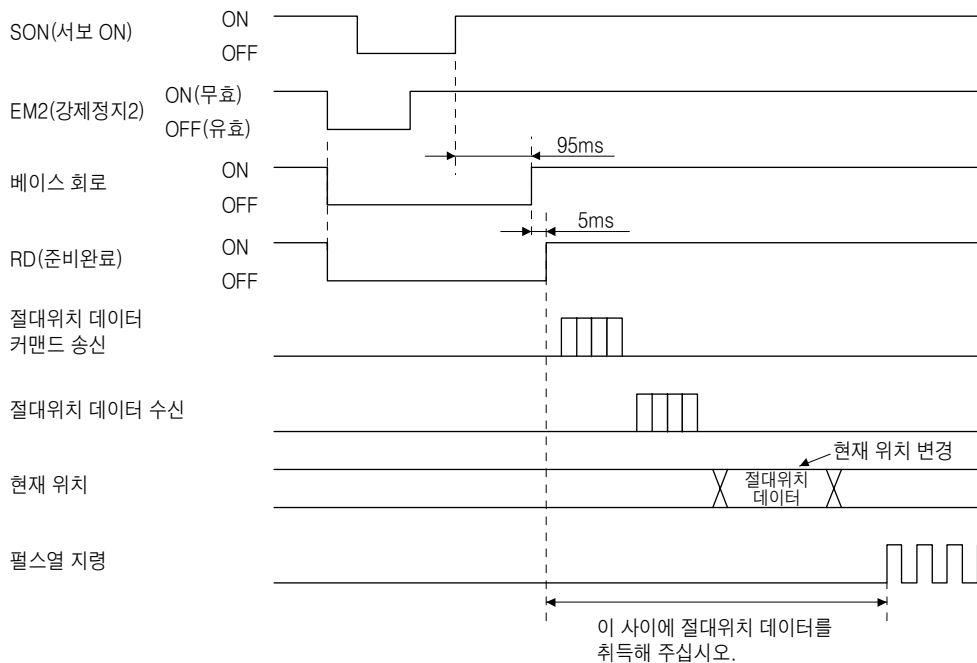 SON(서보 ON)
ON
OFF
EM2(강제정지2)
ON(무효)
OFF(유효)
95ms
베이스 회로
ON
OFF
5ms
RD(준비완료)
ON
OFF
절대위치 데이터
커맨드 송신
절대위치 데이터 수신
현재 위치 변경
현재 위치
절대위치
데이터
펄스열 지령
이 사이에 절대위치 데이터를
취득해 주십시오.